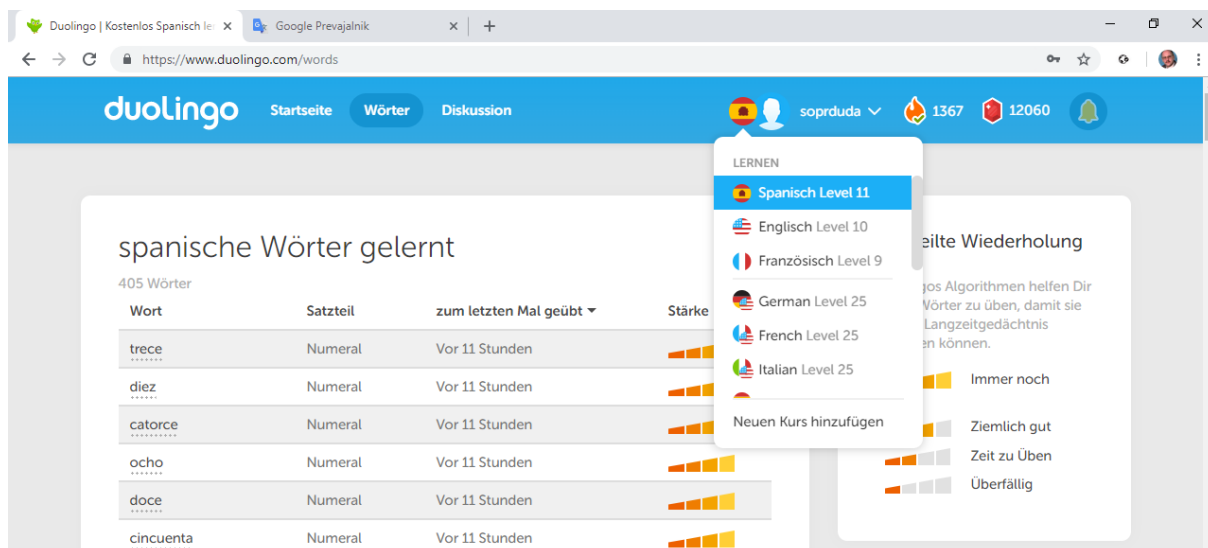 Duolingo | Kostenlos Spanisch le
Google Prevajalnik
https://www.duolingo.com/words
duolingo
Startseite Wörter Diskussion
soprduda 1367 12060
LERNEN
Spanisch Level 11
Englisch Level 10
Französisch Level 9
German Level 25
French Level 25
Italian Level 25
Neuen Kurs hinzufügen
spanische Wörter gelernt
405 Wörter
Wort Satzteil zum letzten Mal geübt Stärke
trece Numeral Vor 11 Stunden
diez Numeral Vor 11 Stunden
catorce Numeral Vor 11 Stunden
ocho Numeral Vor 11 Stunden
doce Numeral Vor 11 Stunden
cincuenta Numeral Vor 11 Stunden
eilte Wiederholung
gos Algorithmen helfen Dir
Wörter zu üben, damit sie
Langzeitgedächtnis
en können.
Immer noch
Ziemlich gut
Zeit zu Üben
Überfällig